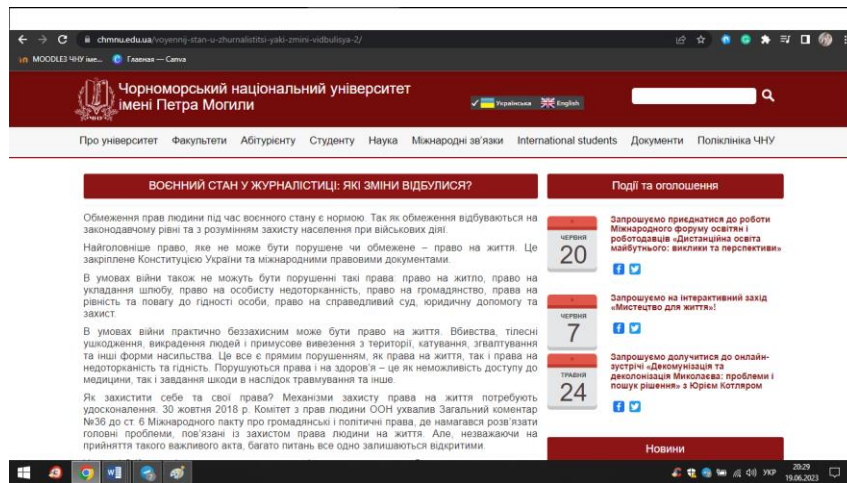 chmnu.edu.ua/voyennij-stan-u-zhurnalistitsi-yaki-zmini-vidbulisya-2/
MOODLE3 ЧНУ іме... Главная — Canva
Чорноморський національний університет
імені Петра Могили
Українська English
Про університет Факультети Абітурієнту Студенту Наука Міжнародні зв'язки International students Документи Поліклініка ЧНУ
ВОЄННИЙ СТАН У ЖУРНАЛІСТИЦІ: ЯКІ ЗМІНИ ВІДБУЛИСЯ?
Обмеження прав людини під час воєнного стану є нормою. Так як обмеження відбуваються на
законодавчому рівні та з розумінням захисту населення при військових діяї.
Найголовніше право, яке не може бути порушене чи обмежене – право на життя. Це
закріплене Конституцією України та міжнародними правовими документами.
В умовах війни також не можуть бути порушені такі права: право на житло, право на
укладання шлюбу, право на особисту недоторканність, право на громадянство, права на
рівність та повагу до гідності особи, право на справедливий суд, юридичну допомогу та
захист.
В умовах війни практично беззахисним може бути право на життя. Вбивства, тілесні
ушкодження, викрадення людей і примусове вивезення з території, катування, згвалтування
та інші форми насильства. Це все є прямим порушенням, як права на життя, так і права на
недоторканість та гідність. Порушуються права і на здоров'я – це як неможливість доступу до
медицини, так і завдання шкоди в наслідок травмування та інше.
Як захистити себе та свої права? Механізми захисту права на життя потребують
удосконалення. 30 жовтня 2018 р. Комітет з прав людини ООН ухвалив Загальний коментар
№36 до ст. 6 Міжнародного пакту про громадянські і політичні права, де намагався розв'язати
головні проблеми, пов'язані із захистом права людини на життя. Але, незважаючи на
прийняття такого важливого акта, багато питань все одно залишаються відкритими.
Події та оголошення
ЧЕРВНЯ
20
Запрошуємо приєднатися до роботи
Міжнародного форуму освітян і
роботодавців «Дистанційна освіта
майбутнього: виклики та перспективи»
ЧЕРВНЯ
7
Запрошуємо на інтерактивний захід
«Мистецтво для життя»!
ТРАВНЯ
24
Запрошуємо долучитися до онлайн-
зустрічі «Декомунізація та
деколонізація Миколаєва: проблеми і
пошук рішення» з Юрієм Котляром
Новини
УКР
20:29
19.06.2023